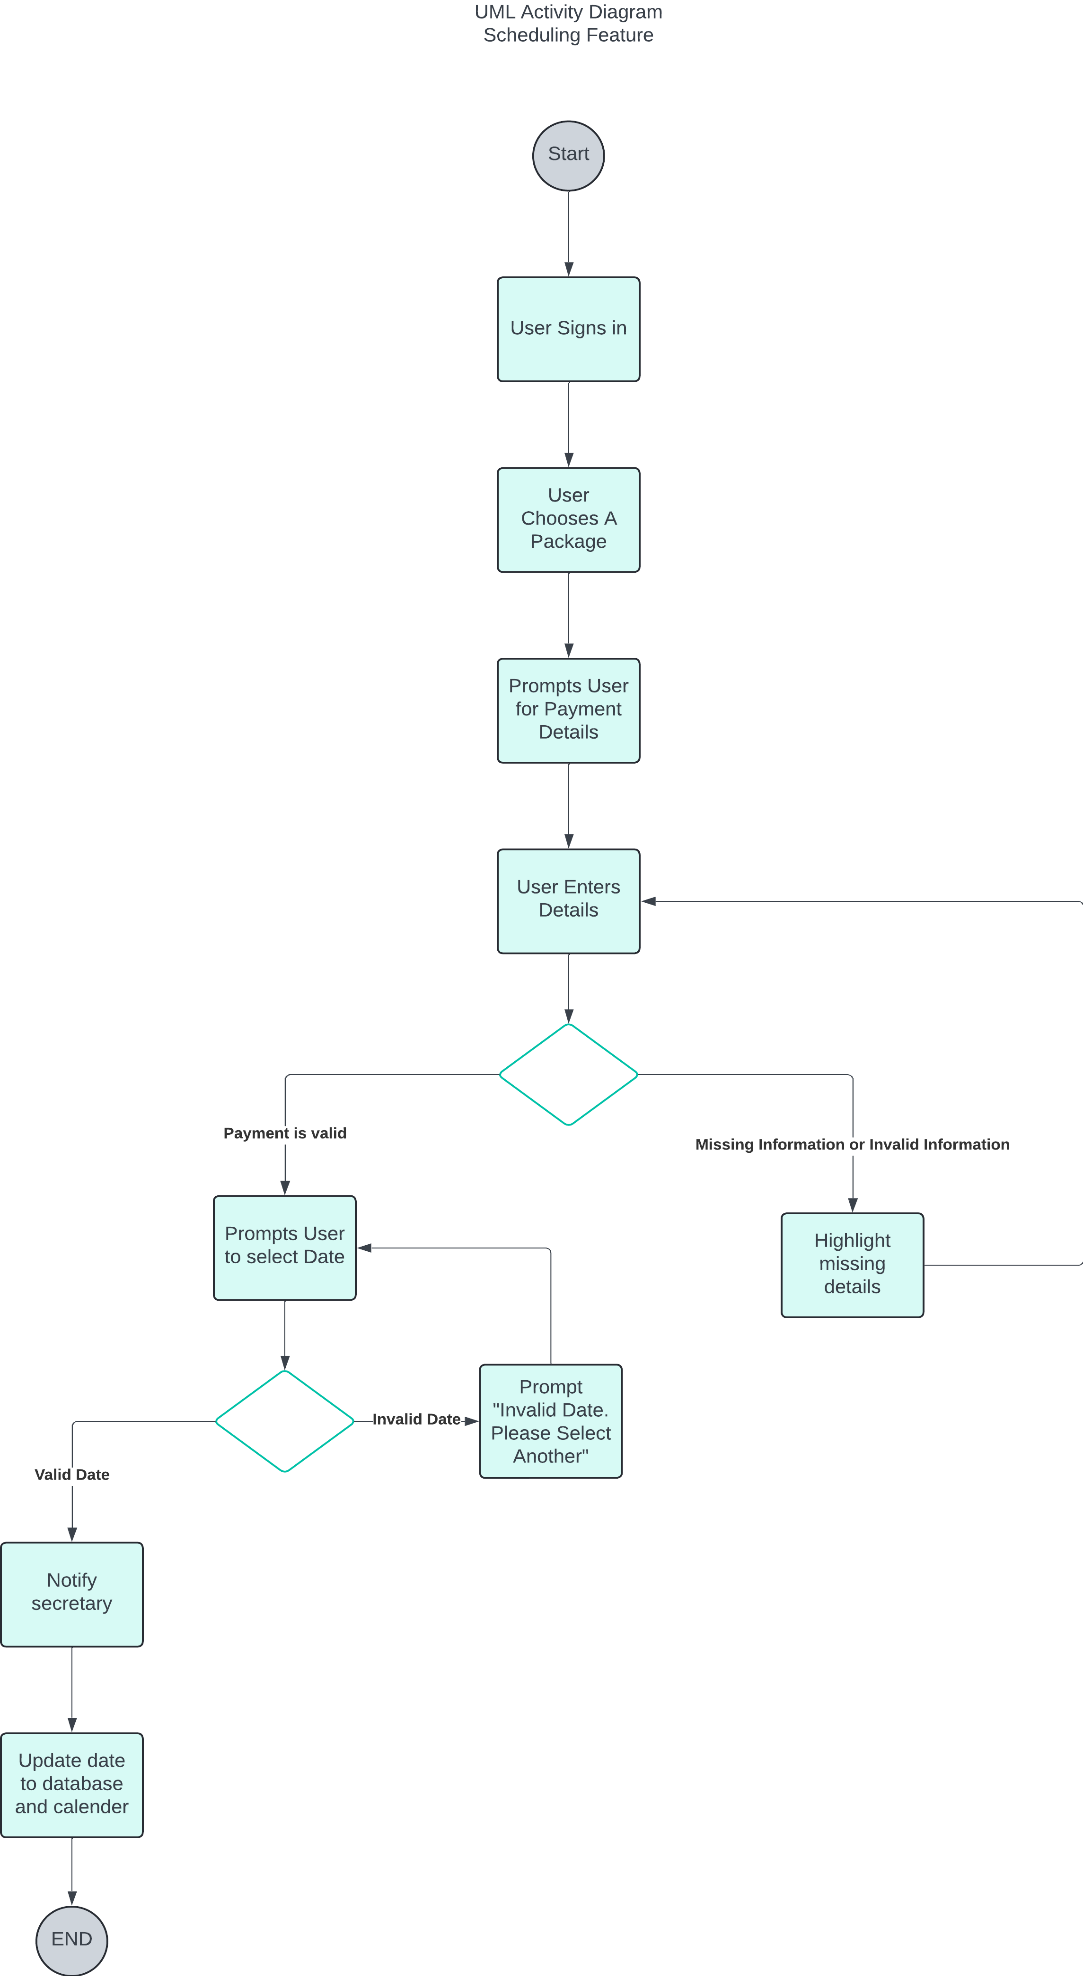 UML Activity Diagram
Scheduling Feature
Start
User Signs in
User
Chooses A
Package
Prompts User
for Payment
Details
User Enters
Details
Payment is valid
Missing Information or Invalid Information
Prompts User
to select Date
Highlight
missing
details
Invalid Date
Prompt
"Invalid Date.
Please Select
Another"
Valid Date
Notify
secretary
Update date
to database
and calender
END